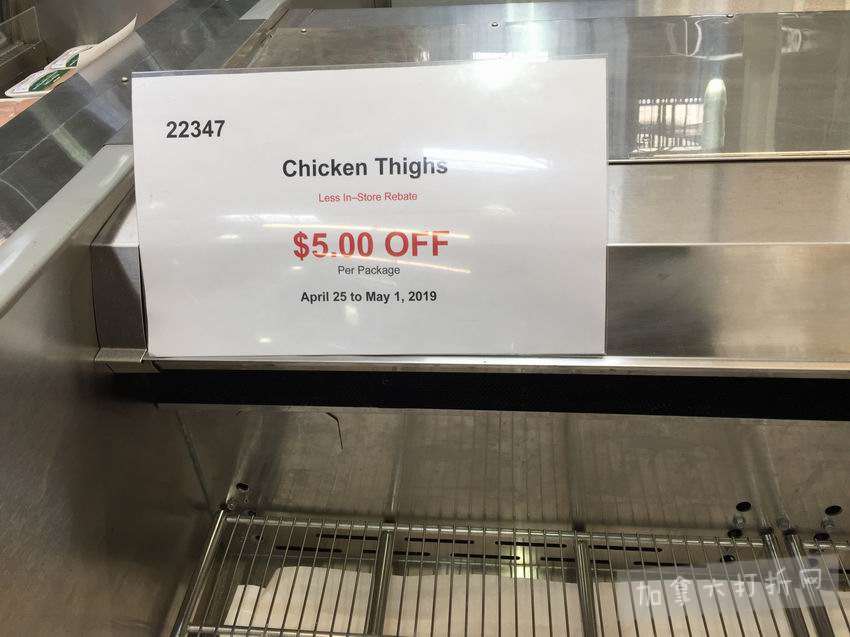 22347
Chicken Thighs
Less In–Store Rebate
$5.00 OFF
Per Package
April 25 to May 1, 2019
加拿大打折网